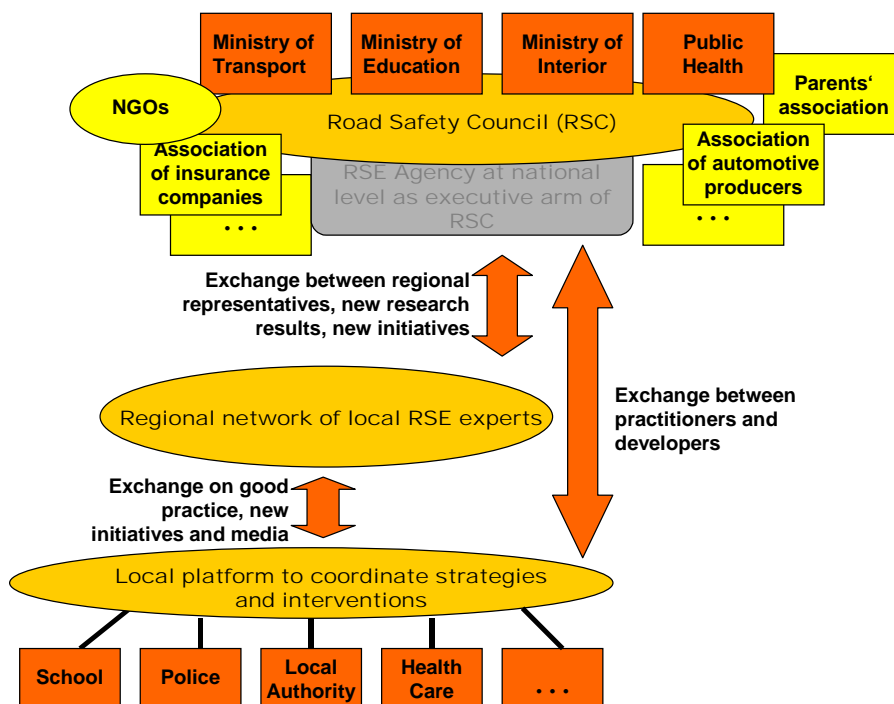 Ministry of
Transport
Ministry of
Education
Ministry of
Interior
Public
Health
Parents‘
association
NGOs
Road Safety Council (RSC)
Association
of insurance
companies
. . .
Association
of automotive
producers
. . .
RSE Agency at national
level as executive arm of
RSC
Exchange between regional
representatives, new research
results, new initiatives
Exchange between
practitioners and
developers
Regional network of local RSE experts
Exchange on good
practice, new
initiatives and media
Local platform to coordinate strategies
and interventions
School
Police
Local
Authority
Health
Care
. . .